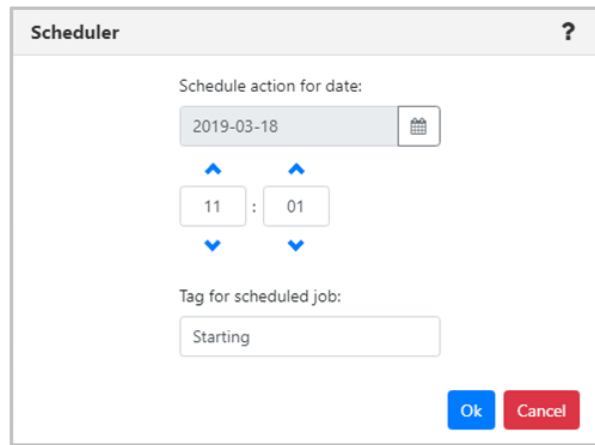 Scheduler ?
Schedule action for date:
2019-03-18
11 : 01
Tag for scheduled job:
Starting
Ok Cancel